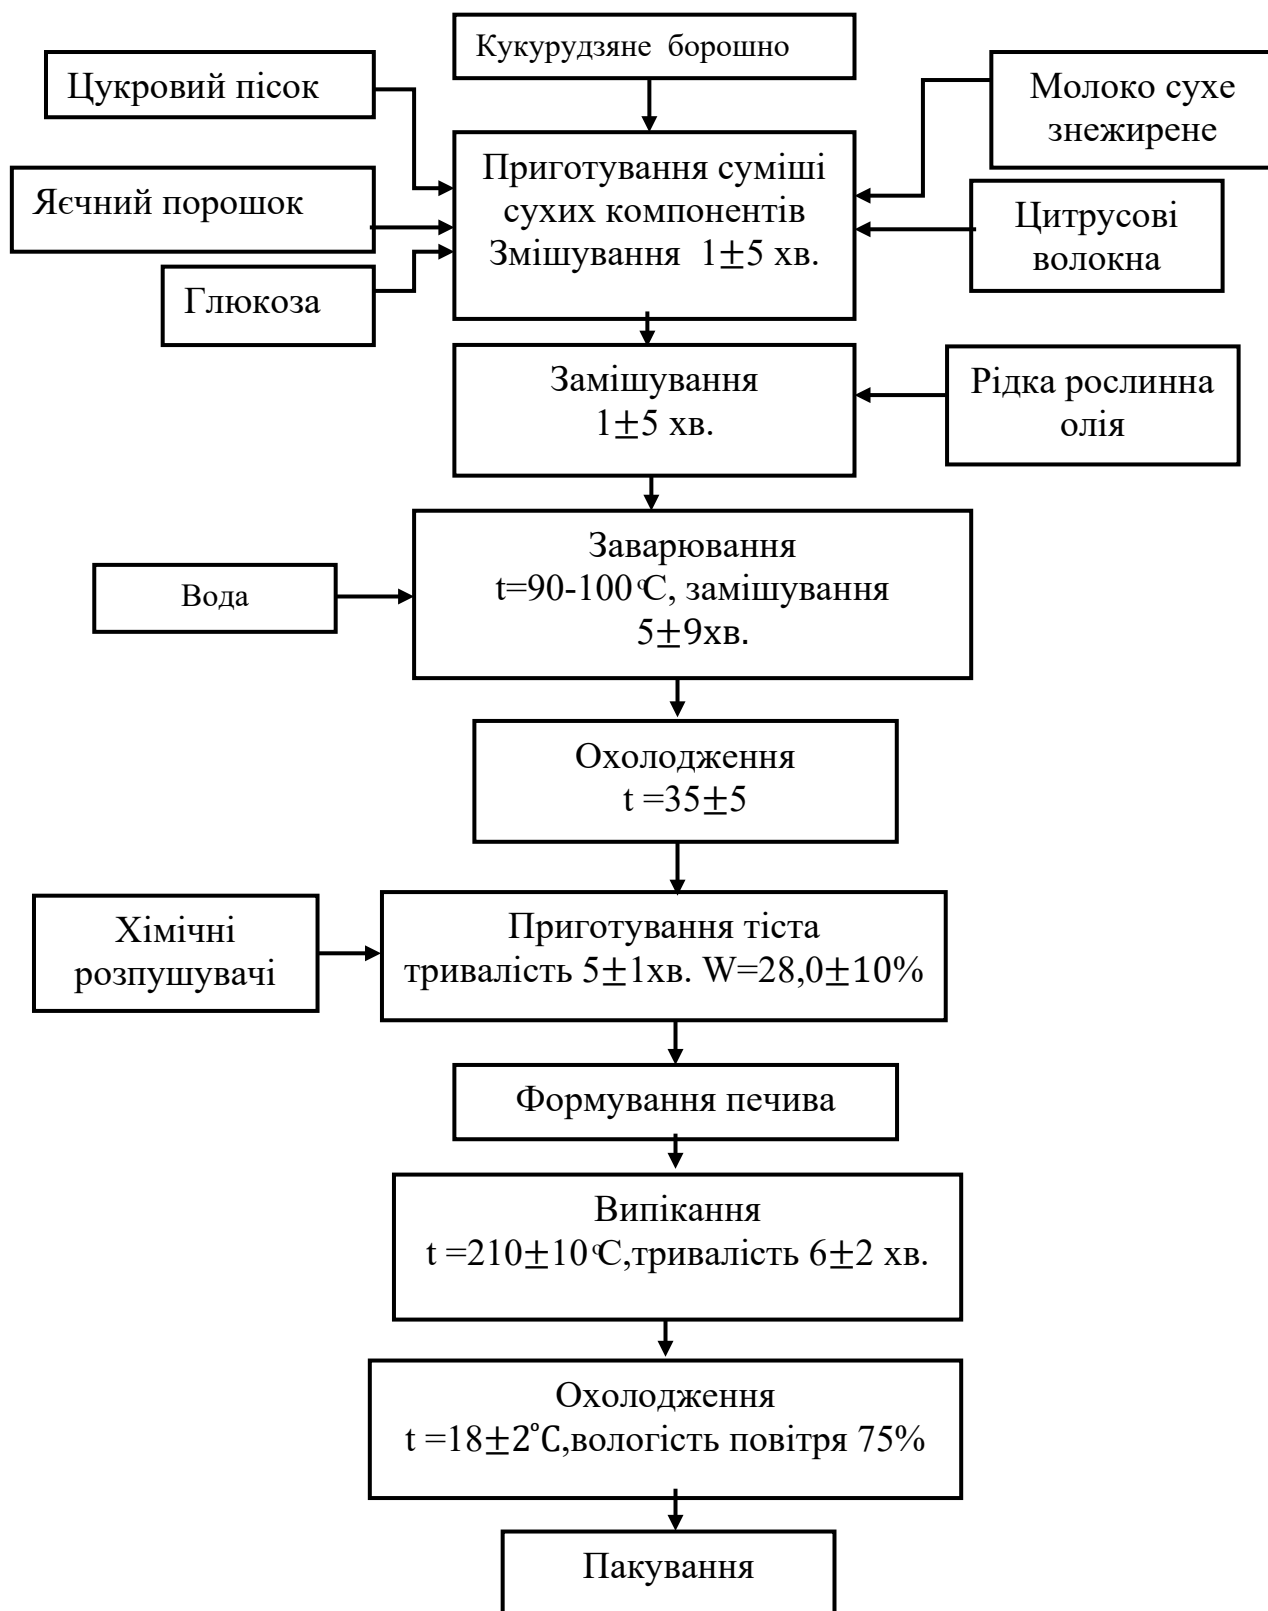 Кукурудзяне борошно
Цукровий пісок
Молоко сухе
знежирене
Приготування суміші
сухих компонентів
Змішування 1±5 хв.
Яєчний порошок
Цитрусові
волокна
Глюкоза
Замішування
1±5 хв.
Рідка рослинна
олія
Заварювання
t=90-100°С, замішування
5±9хв.
Вода
Охолодження
t =35±5
Хімічні
розпушувачі
Приготування тіста
тривалість 5±1хв. W=28,0±10%
Формування печива
Випікання
t =210±10°С,тривалість 6±2 хв.
Охолодження
t =18±2°С,вологість повітря 75%
Пакування